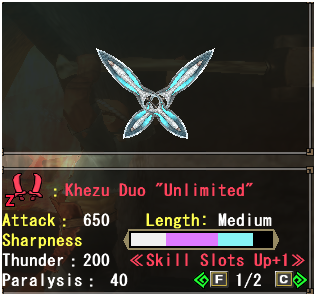 Z : Khezu Duo "Unlimited"
Attack: 650 Length: Medium
Sharpness
Thunder: 200 ≪Skill Slots Up+1≫
Paralysis: 40 F 1/2 C